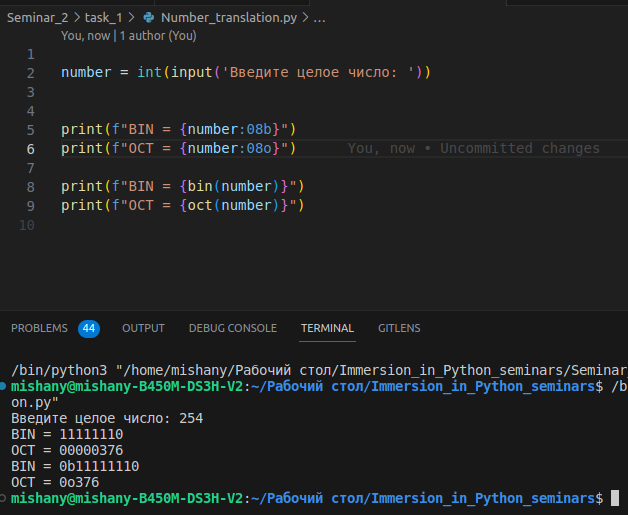 Seminar_2 > task_1 > Number_translation.py > ...
You, now | 1 author (You)
1
2 number = int(input('Введите целое число: '))
3
4
5 print(f"BIN = {number:08b}")
6 print(f"OCT = {number:08o}") You, now • Uncommitted changes
7
8 print(f"BIN = {bin(number)}")
9 print(f"OCT = {oct(number)}")
10
PROBLEMS 44 OUTPUT DEBUG CONSOLE TERMINAL GITLENS
/bin/python3 "/home/mishany/Рабочий стол/Immersion_in_Python_seminars/Seminar_
mishany@mishany-B450M-DS3H-V2:~/Рабочий стол/Immersion_in_Python_seminars$ /b
on.py"
Введите целое число: 254
BIN = 11111110
OCT = 00000376
BIN = 0b11111110
OCT = 0o376
mishany@mishany-B450M-DS3H-V2:~/Рабочий стол/Immersion_in_Python_seminars$